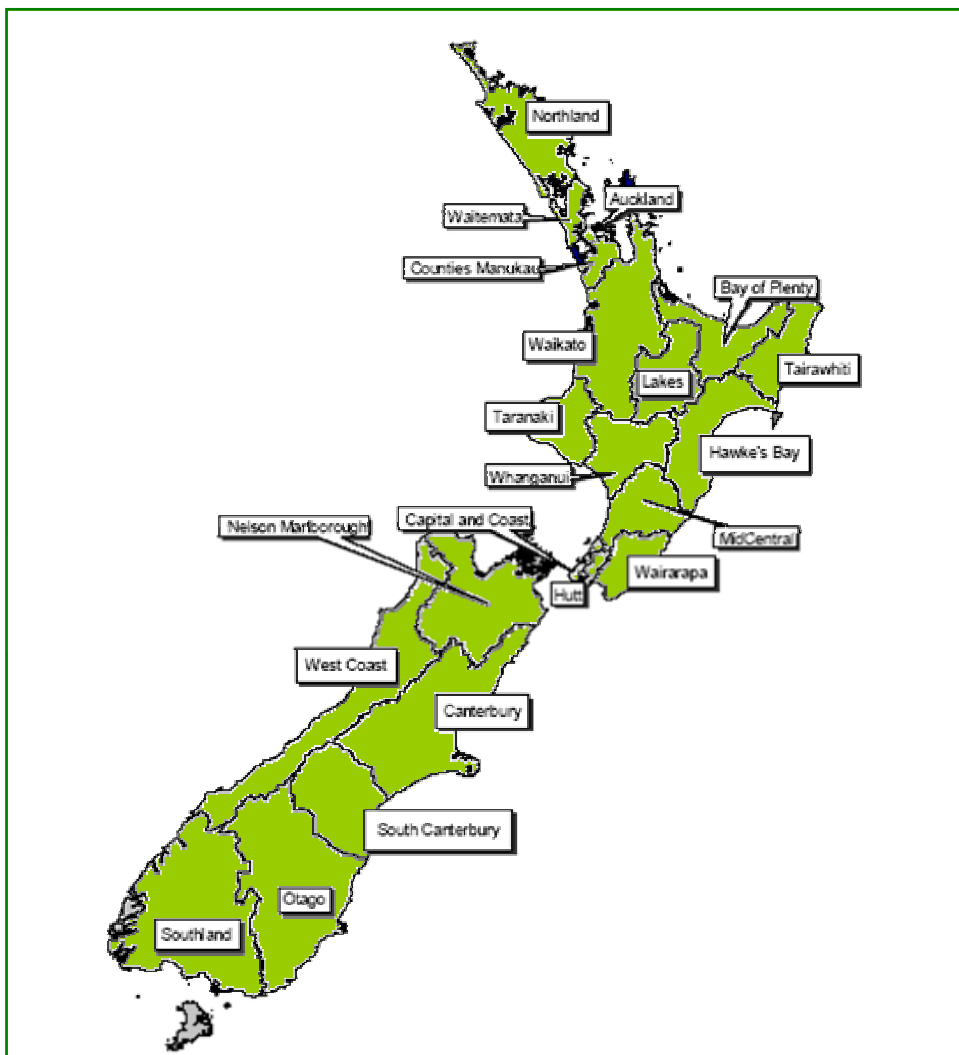 Northland
Auckland
Waitemata
Counties Manukau
Bay of Plenty
Waikato
Tairawhiti
Lakes
Taranaki
Hawke's Bay
Whanganui
Capital and Coast
Nelson Marlborough
MidCentral
Wairarapa
Hutt
West Coast
Canterbury
South Canterbury
Otago
Southland